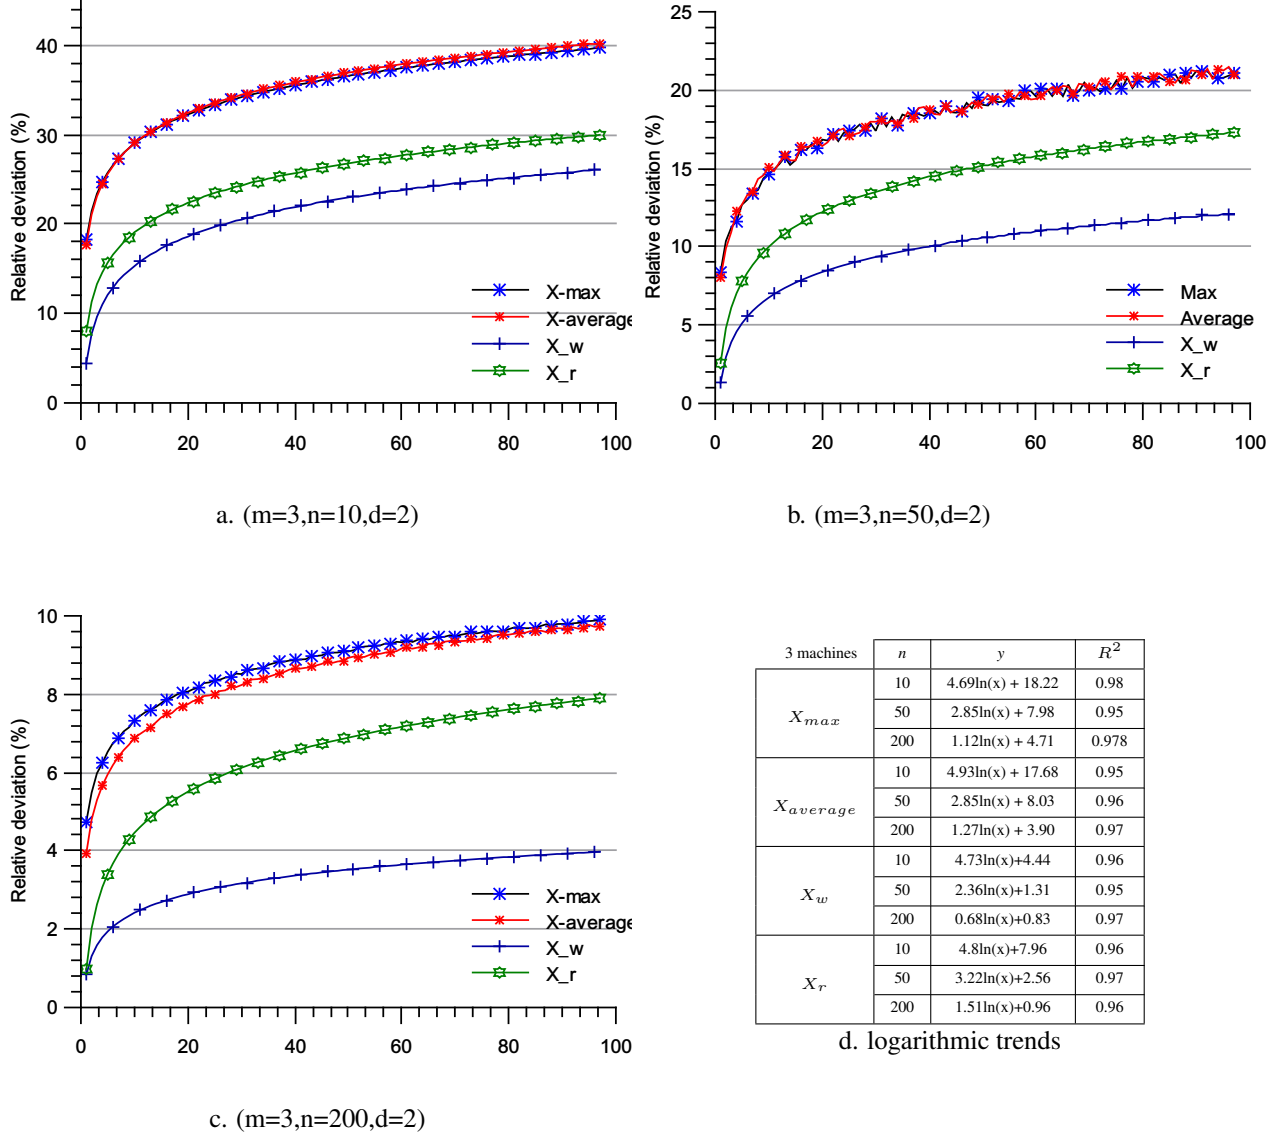 40
30
20
10
0
Relative deviation (%)
X-max
X-average
X_w
X_r
0 20 40 60 80 100
a. (m=3,n=10,d=2)
25
20
15
10
5
0
Relative deviation (%)
Max
Average
X_w
X_r
0 20 40 60 80 100
b. (m=3,n=50,d=2)
10
8
6
4
2
0
Relative deviation (%)
X-max
X-average
X_w
X_r
0 20 40 60 80 100
c. (m=3,n=200,d=2)
3 machines n y R^2
X_max 10 4.69ln(x) + 18.22 0.98
50 2.85ln(x) + 7.98 0.95
200 1.12ln(x) + 4.71 0.978
X_average 10 4.93ln(x) + 17.68 0.95
50 2.85ln(x) + 8.03 0.96
200 1.27ln(x) + 3.90 0.97
X_w 10 4.73ln(x)+4.44 0.96
50 2.36ln(x)+1.31 0.95
200 0.68ln(x)+0.83 0.97
X_r 10 4.8ln(x)+7.96 0.96
50 3.22ln(x)+2.56 0.97
200 1.51ln(x)+0.96 0.96
d. logarithmic trends